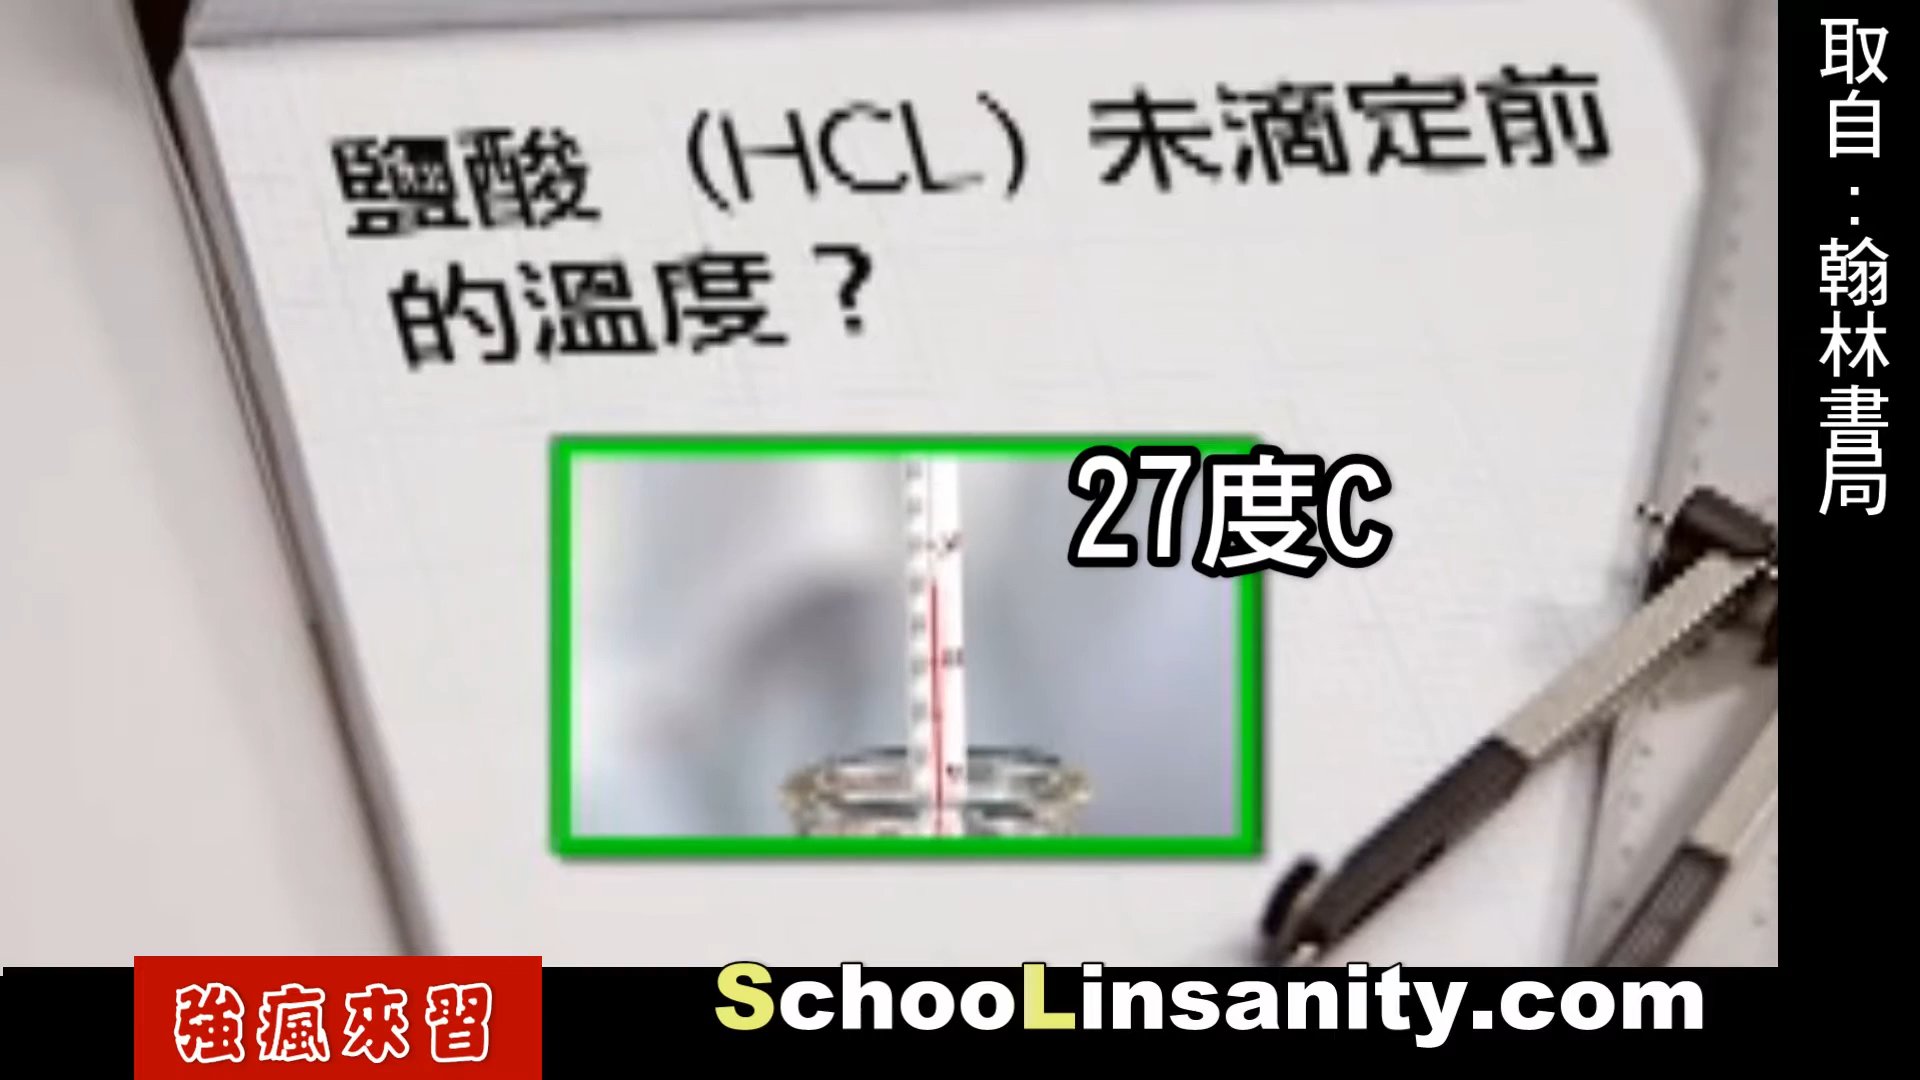 鹽酸（HCL）未滴定前
的溫度？
27度C
取自：翰林書局
強瘋來習
SchooLinsanity.com